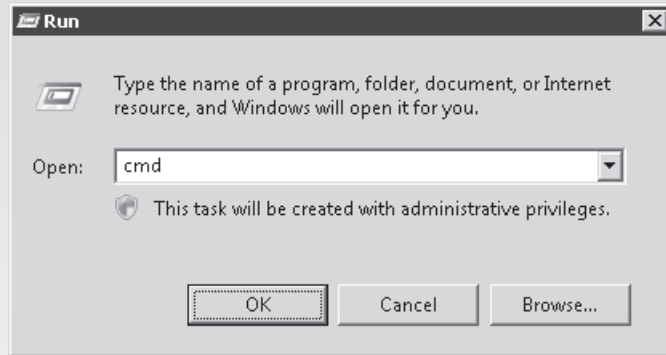 Run
Type the name of a program, folder, document, or Internet
resource, and Windows will open it for you.
Open: cmd
This task will be created with administrative privileges.
OK Cancel Browse...